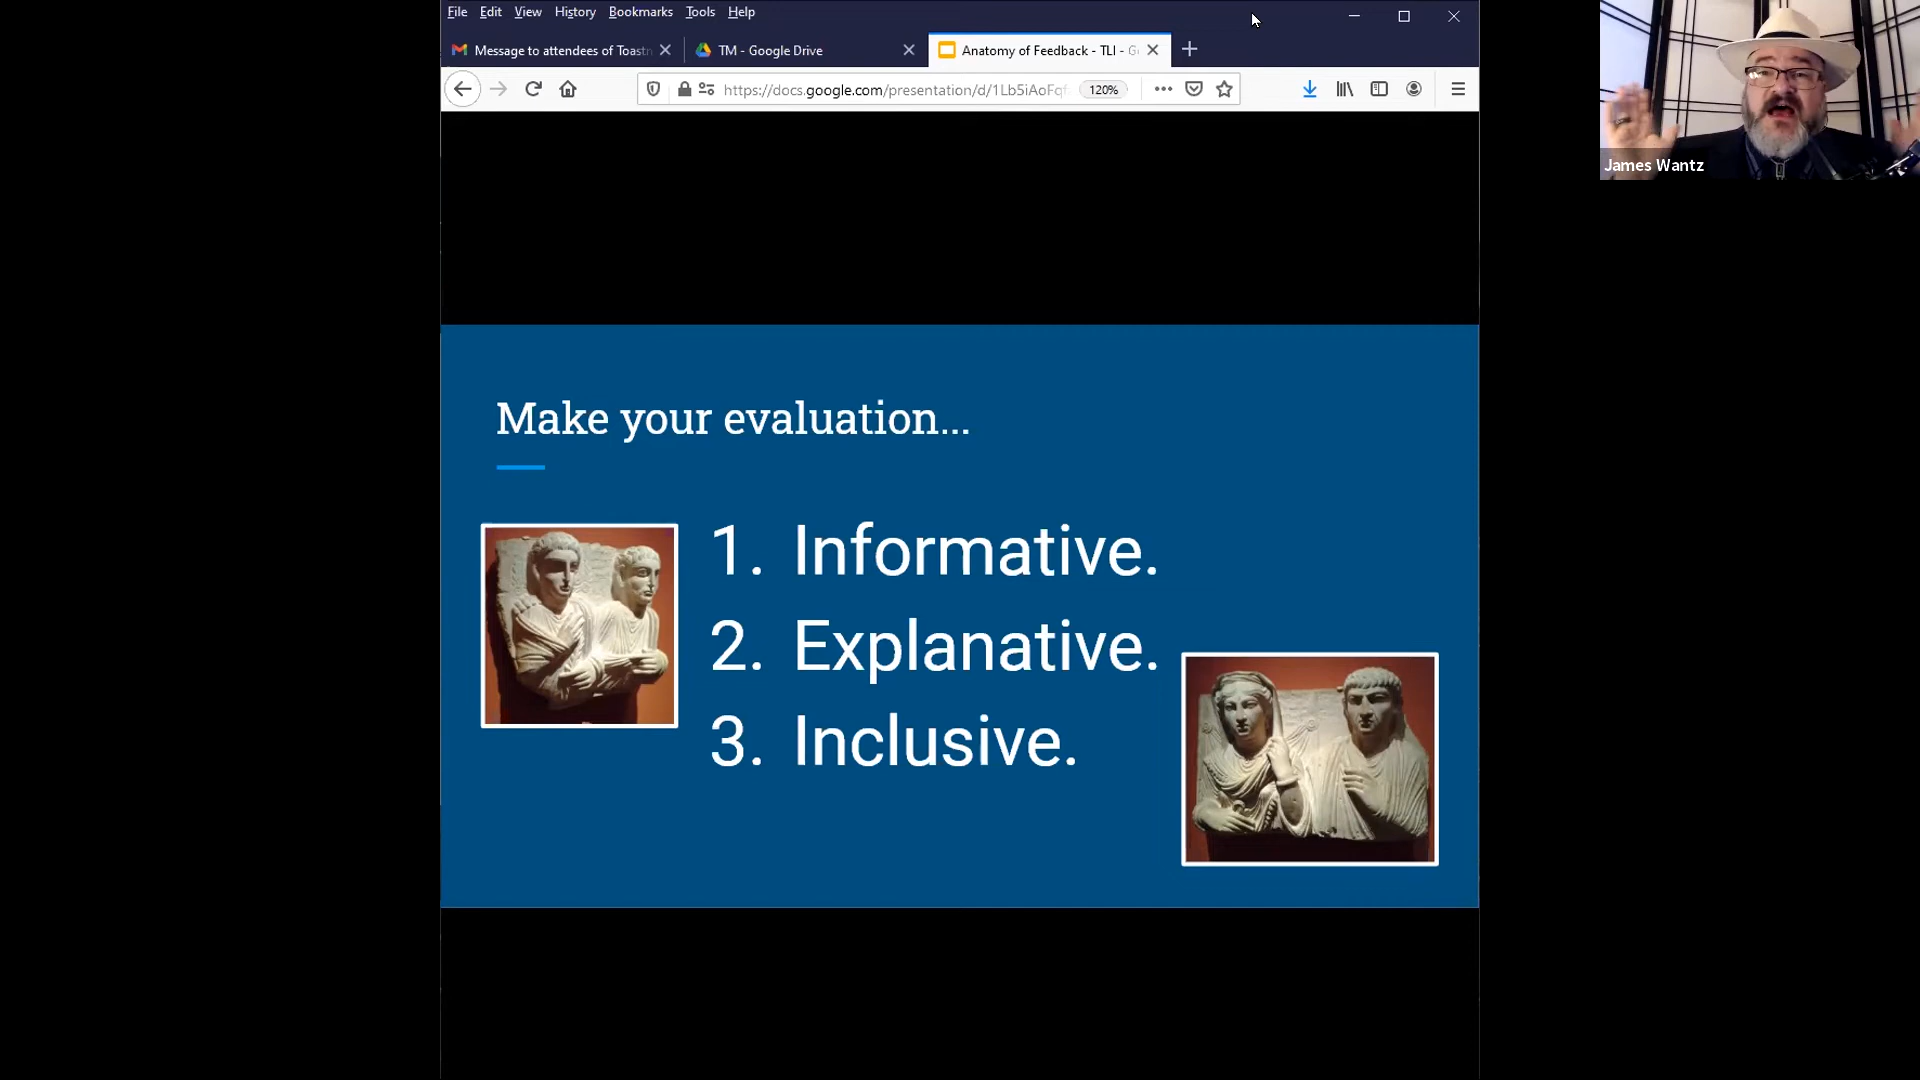 File Edit View History Bookmarks Tools Help
Message to attendees of Toastm
TM - Google Drive
Anatomy of Feedback - TLI - G
https://docs.google.com/presentation/d/1Lb5iAoFqf
120%
James Wantz
Make your evaluation...
1. Informative.
2. Explanative.
3. Inclusive.